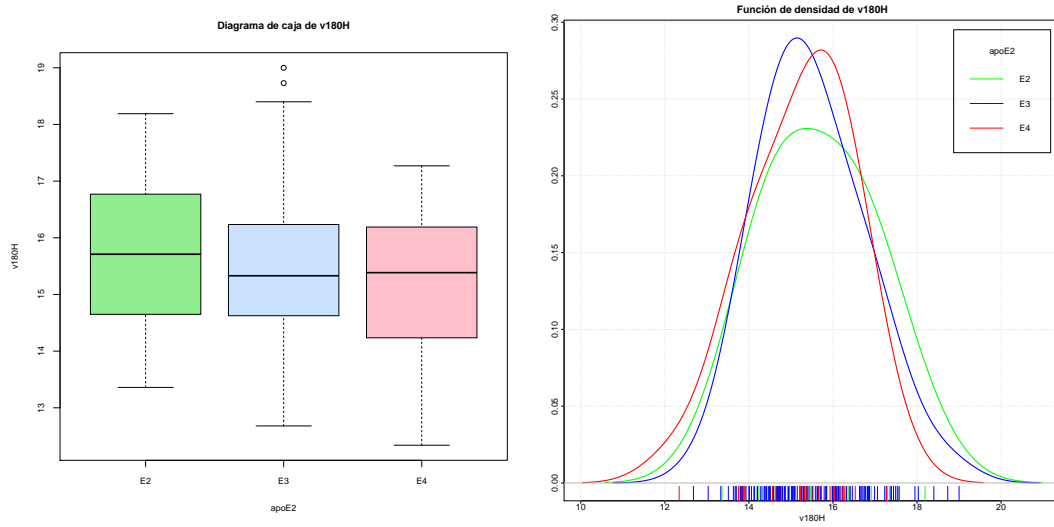 Diagrama de caja de v180H
19
18
17
16
15
14
13
v180H
E2
E3
E4
apoE2
Función de densidad de v180H
0.30
0.25
0.20
0.15
0.10
0.05
0.00
apoE2
E2
E3
E4
10
12
14
16
18
20
v180H